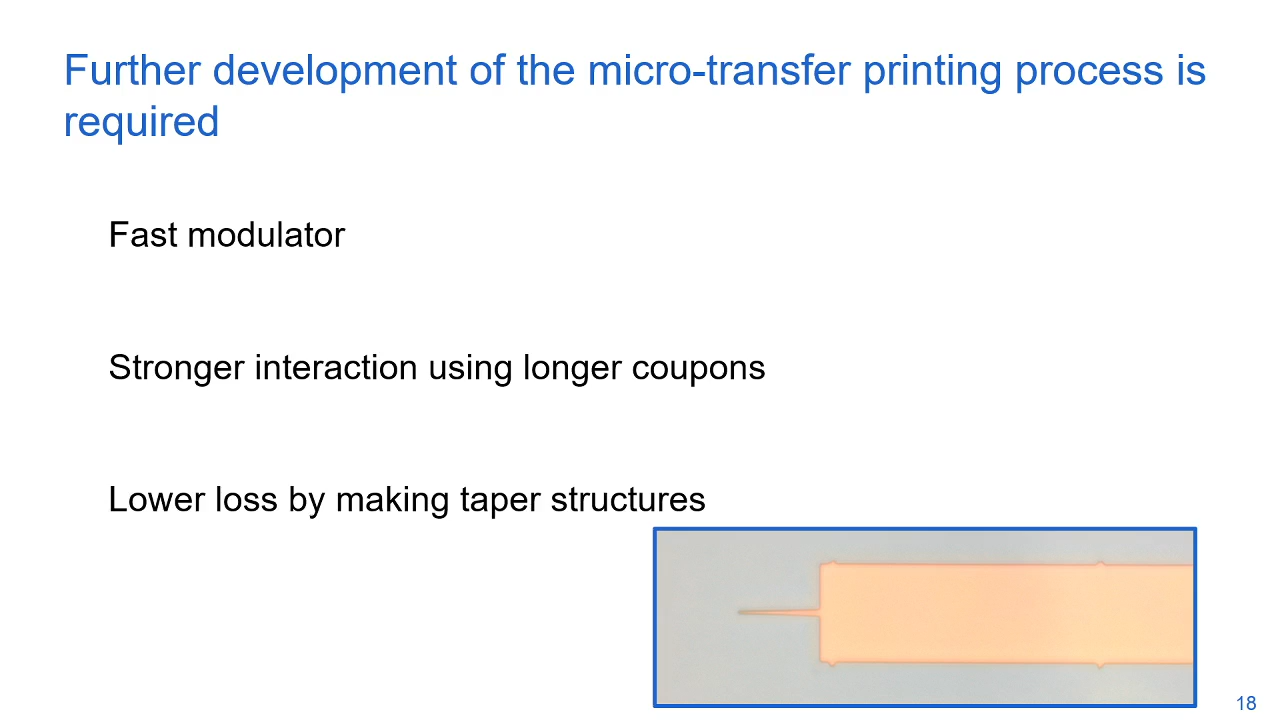 Further development of the micro-transfer printing process is
required
Fast modulator
Stronger interaction using longer coupons
Lower loss by making taper structures
18